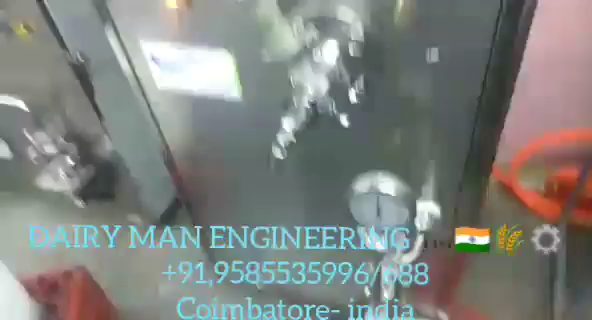 DAIRY MAN ENGINEERING 🇮🇳🌾⚙
+91,9585535996/688
Coimbatore- india